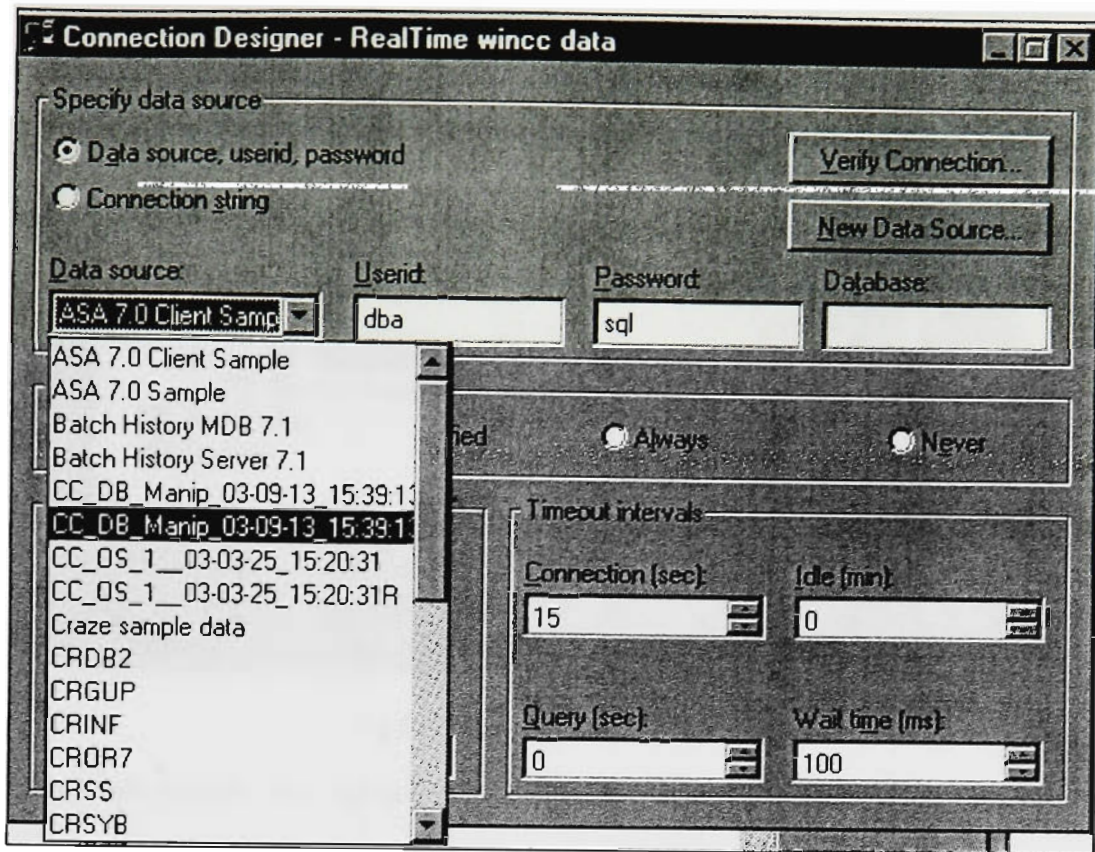 Connection Designer - RealTime wincc data
Specify data source
Data source, userid, password
Verify Connection...
Connection string
New Data Source...
Data source:
Userid:
Password:
Database:
ASA 7.0 Client Samp
dba
sql
ASA 7.0 Client Sample
ASA 7.0 Sample
Batch History MDB 7.1
Batch History Server 7.1
Always
Never
CC_DB_Manip_03-09-13_15:39:13
CC_DB_Manip_03-09-13_15:39:13
Timeout intervals
CC_OS_1__03-03-25_15:20:31
Connection (sec):
Idle (min):
CC_OS_1__03-03-25_15:20:31R
15
0
Craze sample data
CRDB2
CRGUP
CRINF
Query (sec):
Wait time (ms):
CROR7
0
100
CRSS
CRSYB